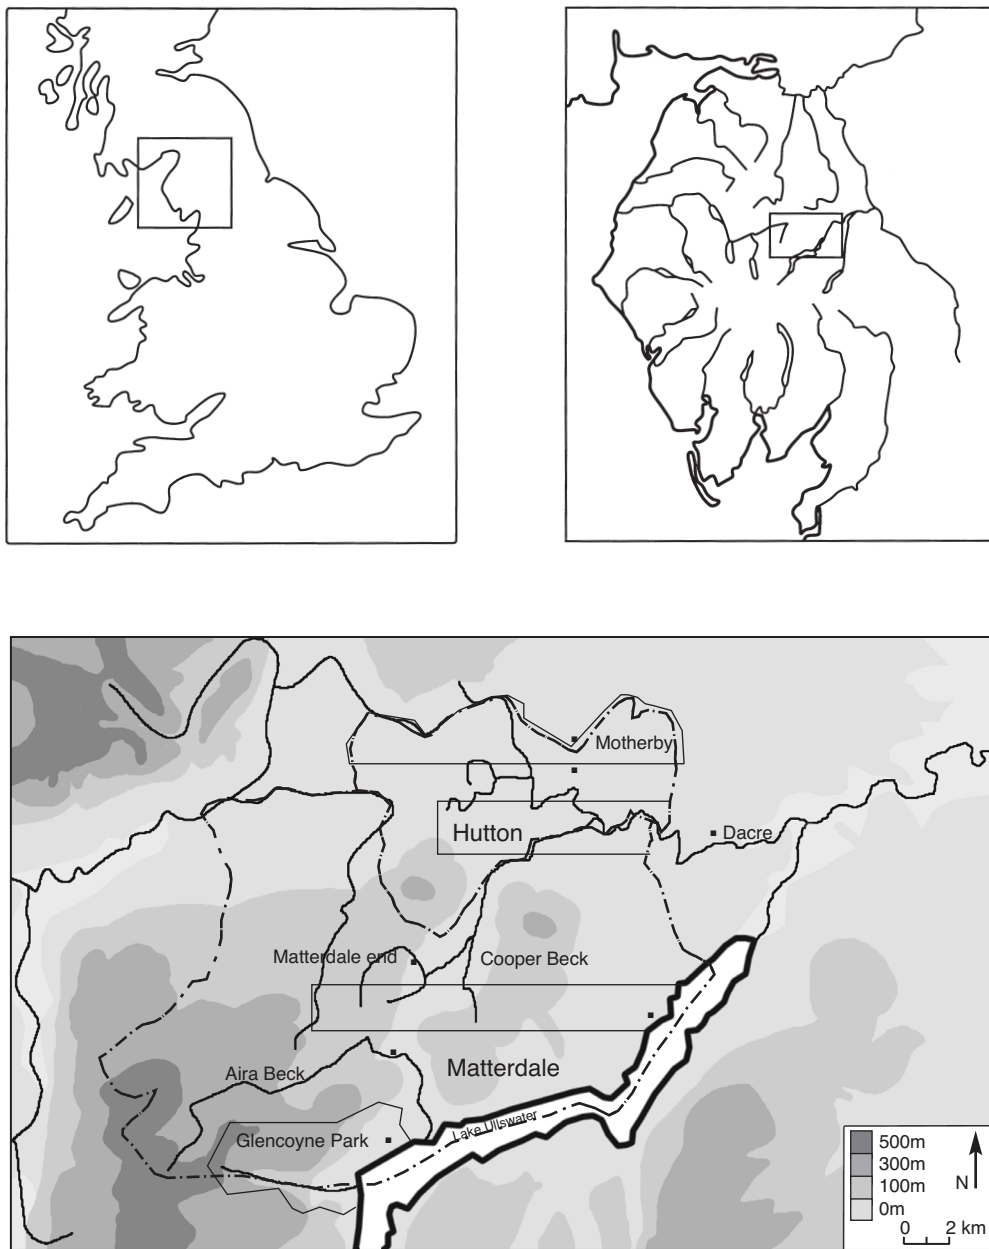 Motherby
Hutton
Dacre
Matterdale end
Cooper Beck
Matterdale
Aira Beck
Lake Ullswater
Glencoyne Park
500m
300m
100m
0m
N
0 2 km